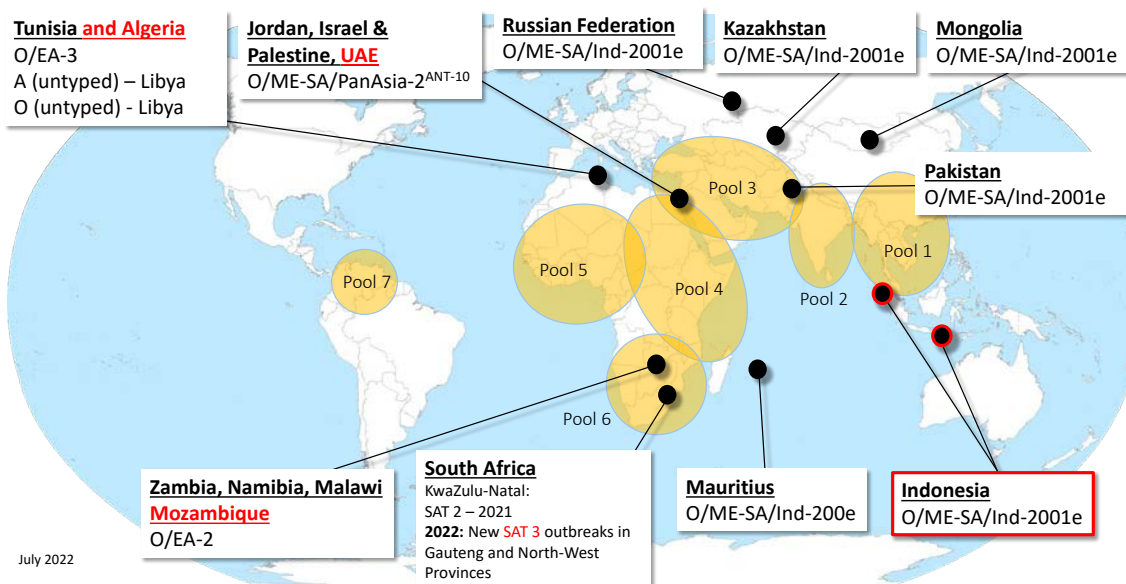 Tunisia and Algeria
O/EA-3
A (untyped) – Libya
O (untyped) - Libya
Jordan, Israel &
Palestine, UAE
O/ME-SA/PanAsia-2ANT-10
Russian Federation
O/ME-SA/Ind-2001e
Kazakhstan
O/ME-SA/Ind-2001e
Mongolia
O/ME-SA/Ind-2001e
Pakistan
O/ME-SA/Ind-2001e
Pool 3
Pool 1
Pool 5
Pool 4
Pool 2
Pool 7
Pool 6
Zambia, Namibia, Malawi
Mozambique
O/EA-2
South Africa
KwaZulu-Natal:
SAT 2 – 2021
2022: New SAT 3 outbreaks in
Gauteng and North-West
Provinces
Mauritius
O/ME-SA/Ind-200e
Indonesia
O/ME-SA/Ind-2001e
July 2022